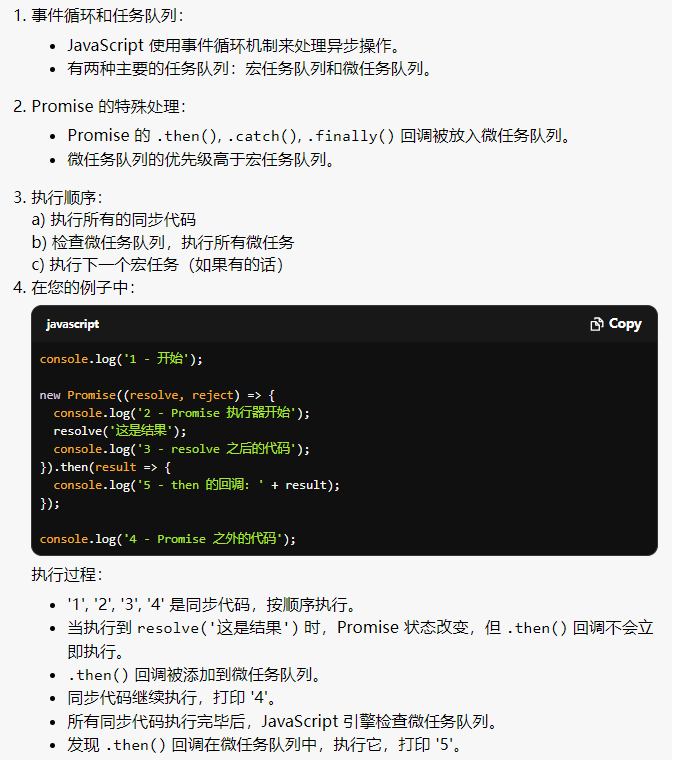 1. 事件循环和任务队列：
• JavaScript 使用事件循环机制来处理异步操作。
• 有两种主要的任务队列：宏任务队列和微任务队列。
2. Promise 的特殊处理：
• Promise 的 .then(), .catch(), .finally() 回调被放入微任务队列。
• 微任务队列的优先级高于宏任务队列。
3. 执行顺序：
a) 执行所有的同步代码
b) 检查微任务队列，执行所有微任务
c) 执行下一个宏任务（如果有的话）
4. 在您的例子中：
javascript Copy
console.log('1 - 开始');
new Promise((resolve, reject) => {
  console.log('2 - Promise 执行器开始');
  resolve('这是结果');
  console.log('3 - resolve 之后的代码');
}).then(result => {
  console.log('5 - then 的回调: ' + result);
});
console.log('4 - Promise 之外的代码');
执行过程：
• '1', '2', '3', '4' 是同步代码，按顺序执行。
• 当执行到 resolve('这是结果') 时，Promise 状态改变，但 .then() 回调不会立
即执行。
• .then() 回调被添加到微任务队列。
• 同步代码继续执行，打印 '4'。
• 所有同步代码执行完毕后，JavaScript 引擎检查微任务队列。
• 发现 .then() 回调在微任务队列中，执行它，打印 '5'。